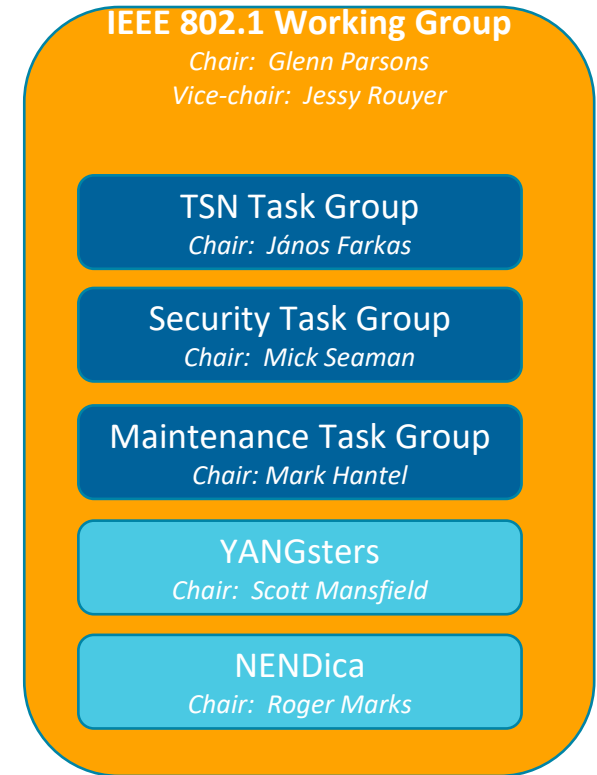 IEEE 802.1 Working Group
Chair:  Glenn Parsons
Vice-chair:  Jessy Rouyer
TSN Task Group
Chair:  János Farkas
Security Task Group
Chair:  Mick Seaman
Maintenance Task Group
Chair: Mark Hantel
YANGsters
Chair:  Scott Mansfield
NENDica
Chair:  Roger Marks